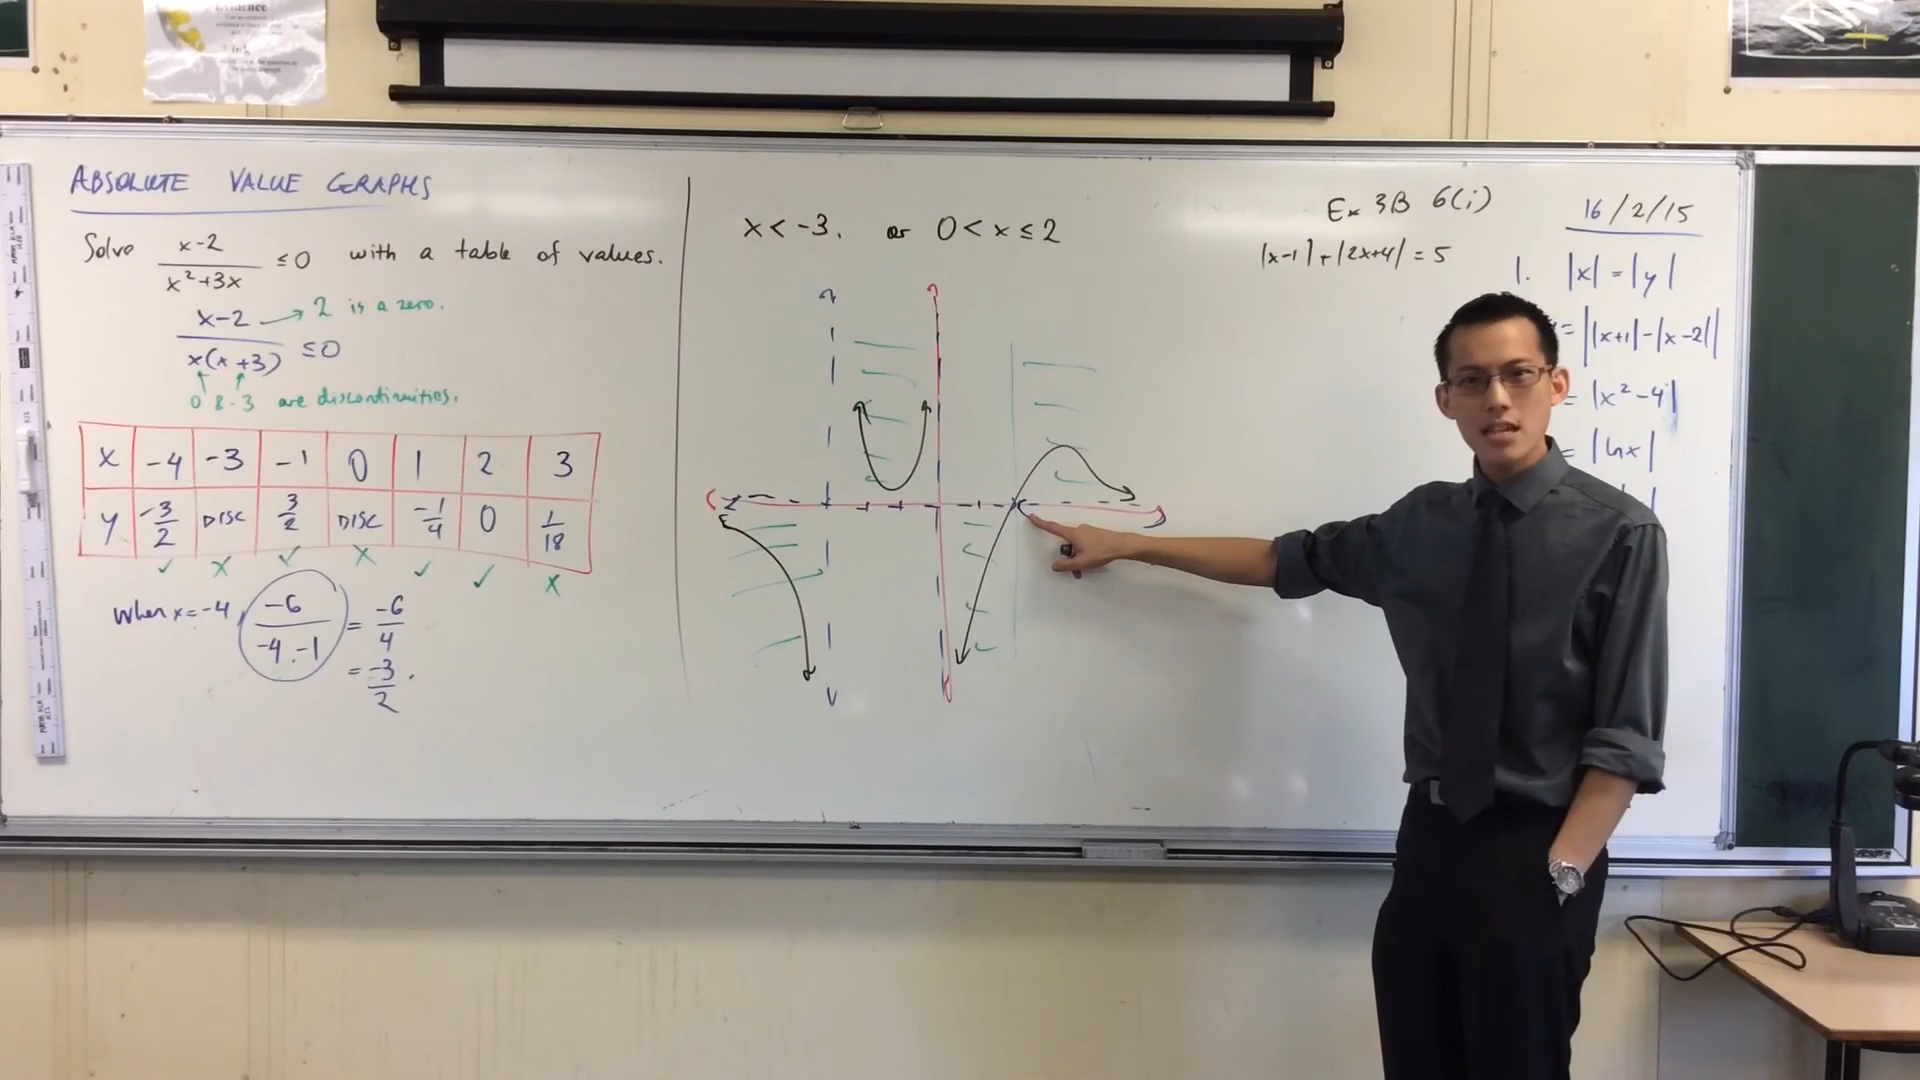 Evidence
Link
ABSOLUTE VALUE GRAPHS
Solve x-2 / x²+3x ≤0 with a table of values.
x-2 / x(x+3) ≤0
2 is a zero.
0 & -3 are discontinuities.
x -4 -3 -1 0 1 2 3
y -3/2 DISC 3/2 DISC -1/4 0 1/18
✓ x ✓ x ✓ ✓ x
When x=-4, -6 / -4.-1 = -6/4
= -3/2.
x < -3. or 0 < x ≤ 2
Ex 3B 6(i)
|x-1|+|2x+4| = 5
16/2/15
1. |x| = |y|
= ||x+1|-|x-2||
= |x²-4|
= |ln x|